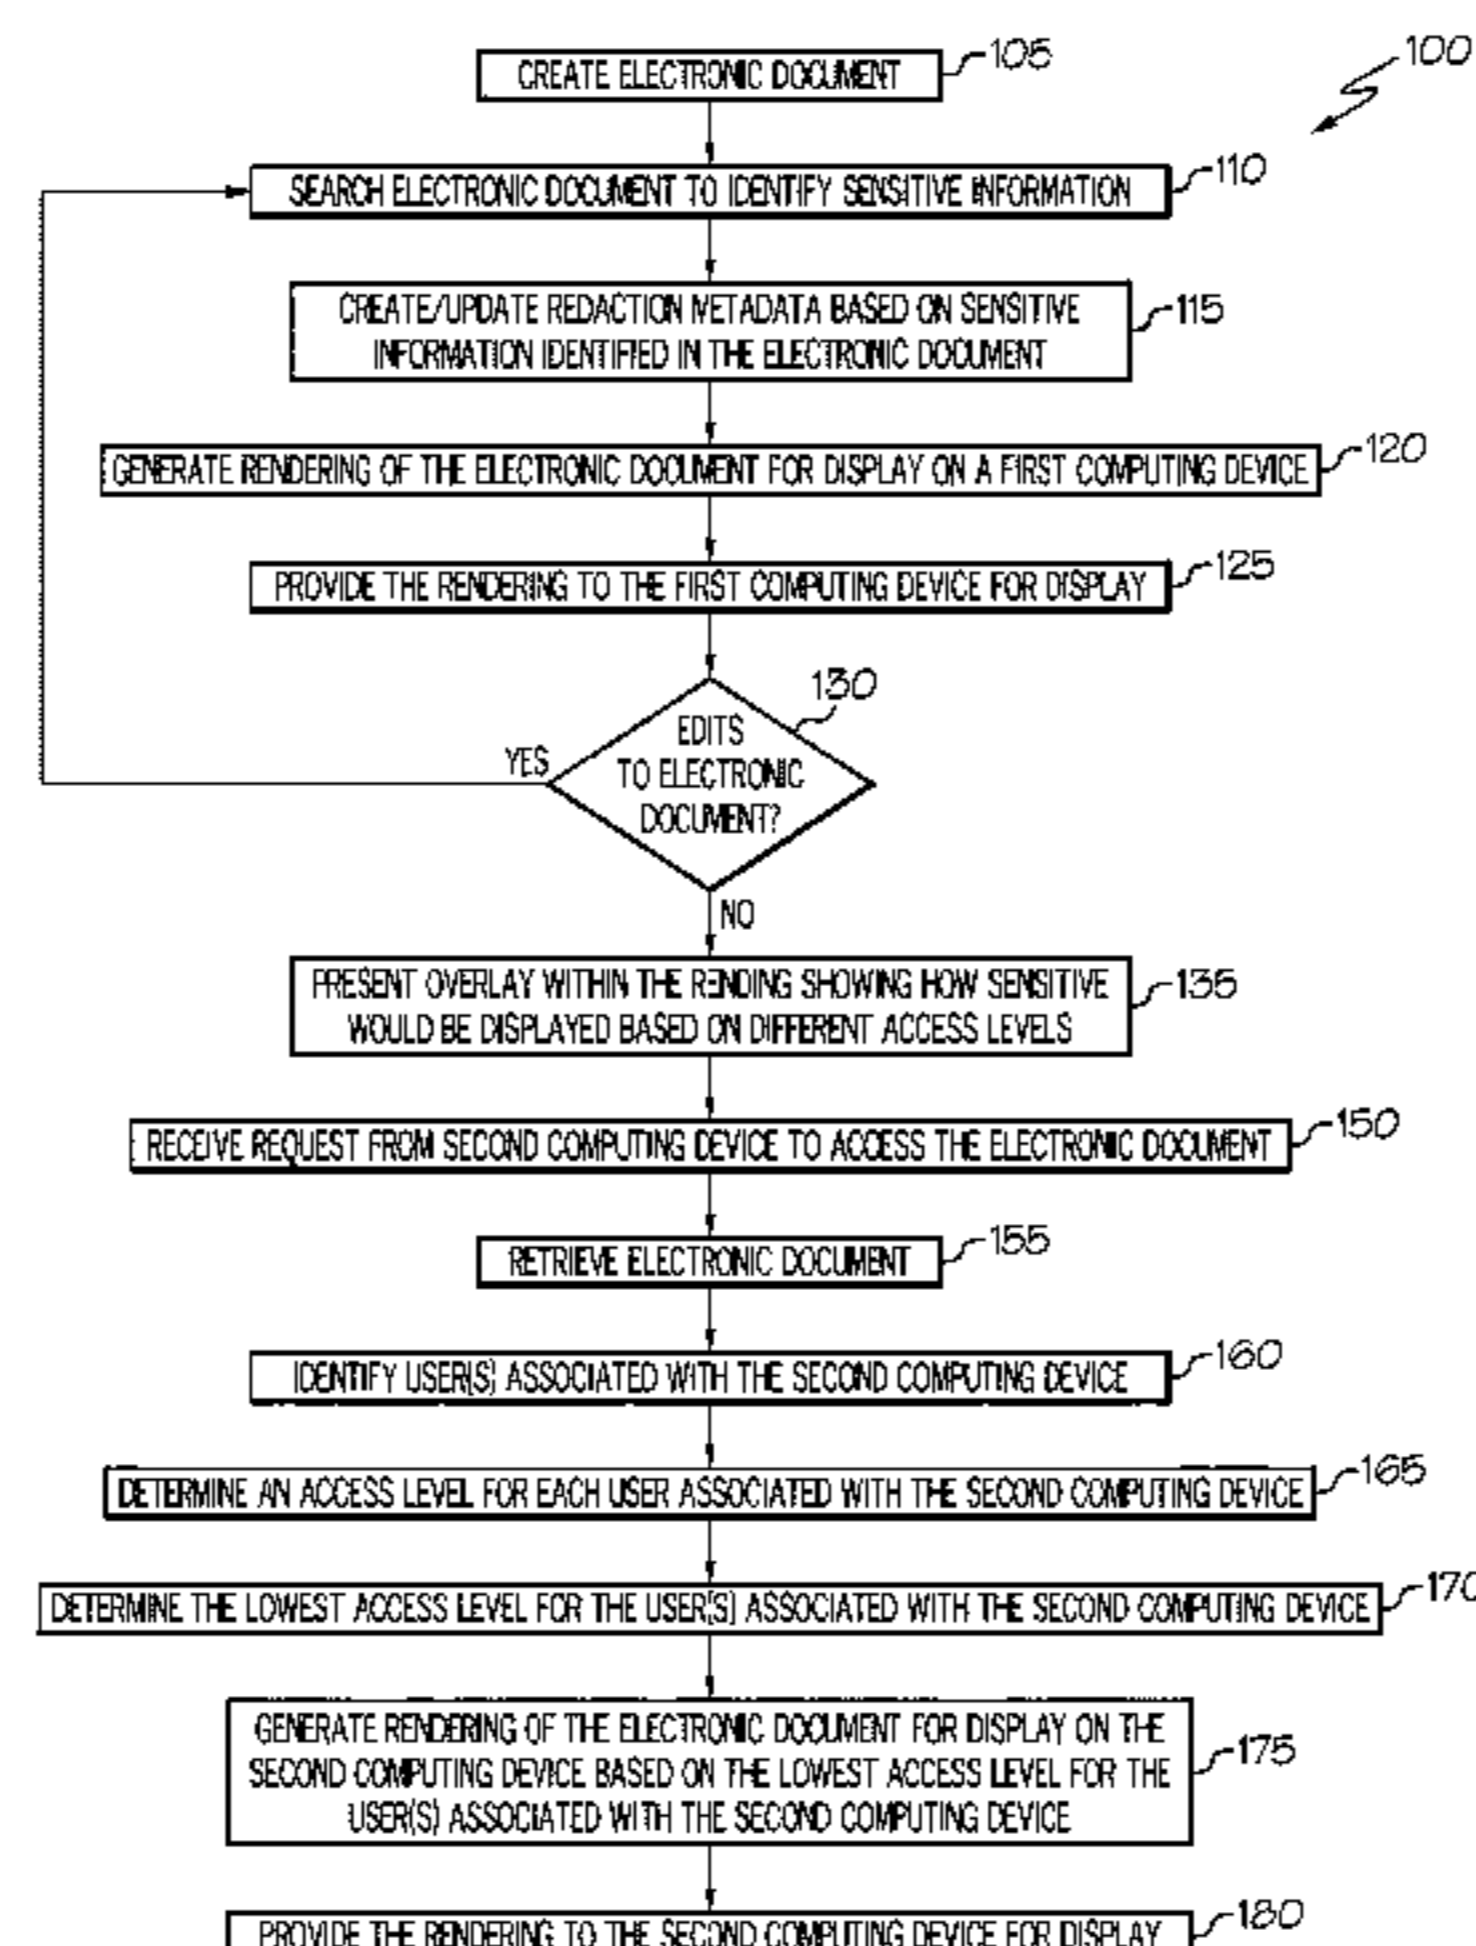 100
CREATE ELECTRONIC DOCUMENT
105
SEARCH ELECTRONIC DOCUMENT TO IDENTIFY SENSITIVE INFORMATION
110
CREATE/UPDATE REDACTION METADATA BASED ON SENSITIVE
INFORMATION IDENTIFIED IN THE ELECTRONIC DOCUMENT
115
GENERATE RENDERING OF THE ELECTRONIC DOCUMENT FOR DISPLAY ON A FIRST COMPUTING DEVICE
120
PROVIDE THE RENDERING TO THE FIRST COMPUTING DEVICE FOR DISPLAY
125
130
EDITS
TO ELECTRONIC
DOCUMENT?
YES
NO
PRESENT OVERLAY WITHIN THE RENDING SHOWING HOW SENSITIVE
WOULD BE DISPLAYED BASED ON DIFFERENT ACCESS LEVELS
135
RECEIVE REQUEST FROM SECOND COMPUTING DEVICE TO ACCESS THE ELECTRONIC DOCUMENT
150
RETRIEVE ELECTRONIC DOCUMENT
155
IDENTIFY USER(S) ASSOCIATED WITH THE SECOND COMPUTING DEVICE
160
DETERMINE AN ACCESS LEVEL FOR EACH USER ASSOCIATED WITH THE SECOND COMPUTING DEVICE
165
DETERMINE THE LOWEST ACCESS LEVEL FOR THE USER(S) ASSOCIATED WITH THE SECOND COMPUTING DEVICE
170
GENERATE RENDERING OF THE ELECTRONIC DOCUMENT FOR DISPLAY ON THE
SECOND COMPUTING DEVICE BASED ON THE LOWEST ACCESS LEVEL FOR THE
USER(S) ASSOCIATED WITH THE SECOND COMPUTING DEVICE
175
PROVIDE THE RENDERING TO THE SECOND COMPUTING DEVICE FOR DISPLAY
180